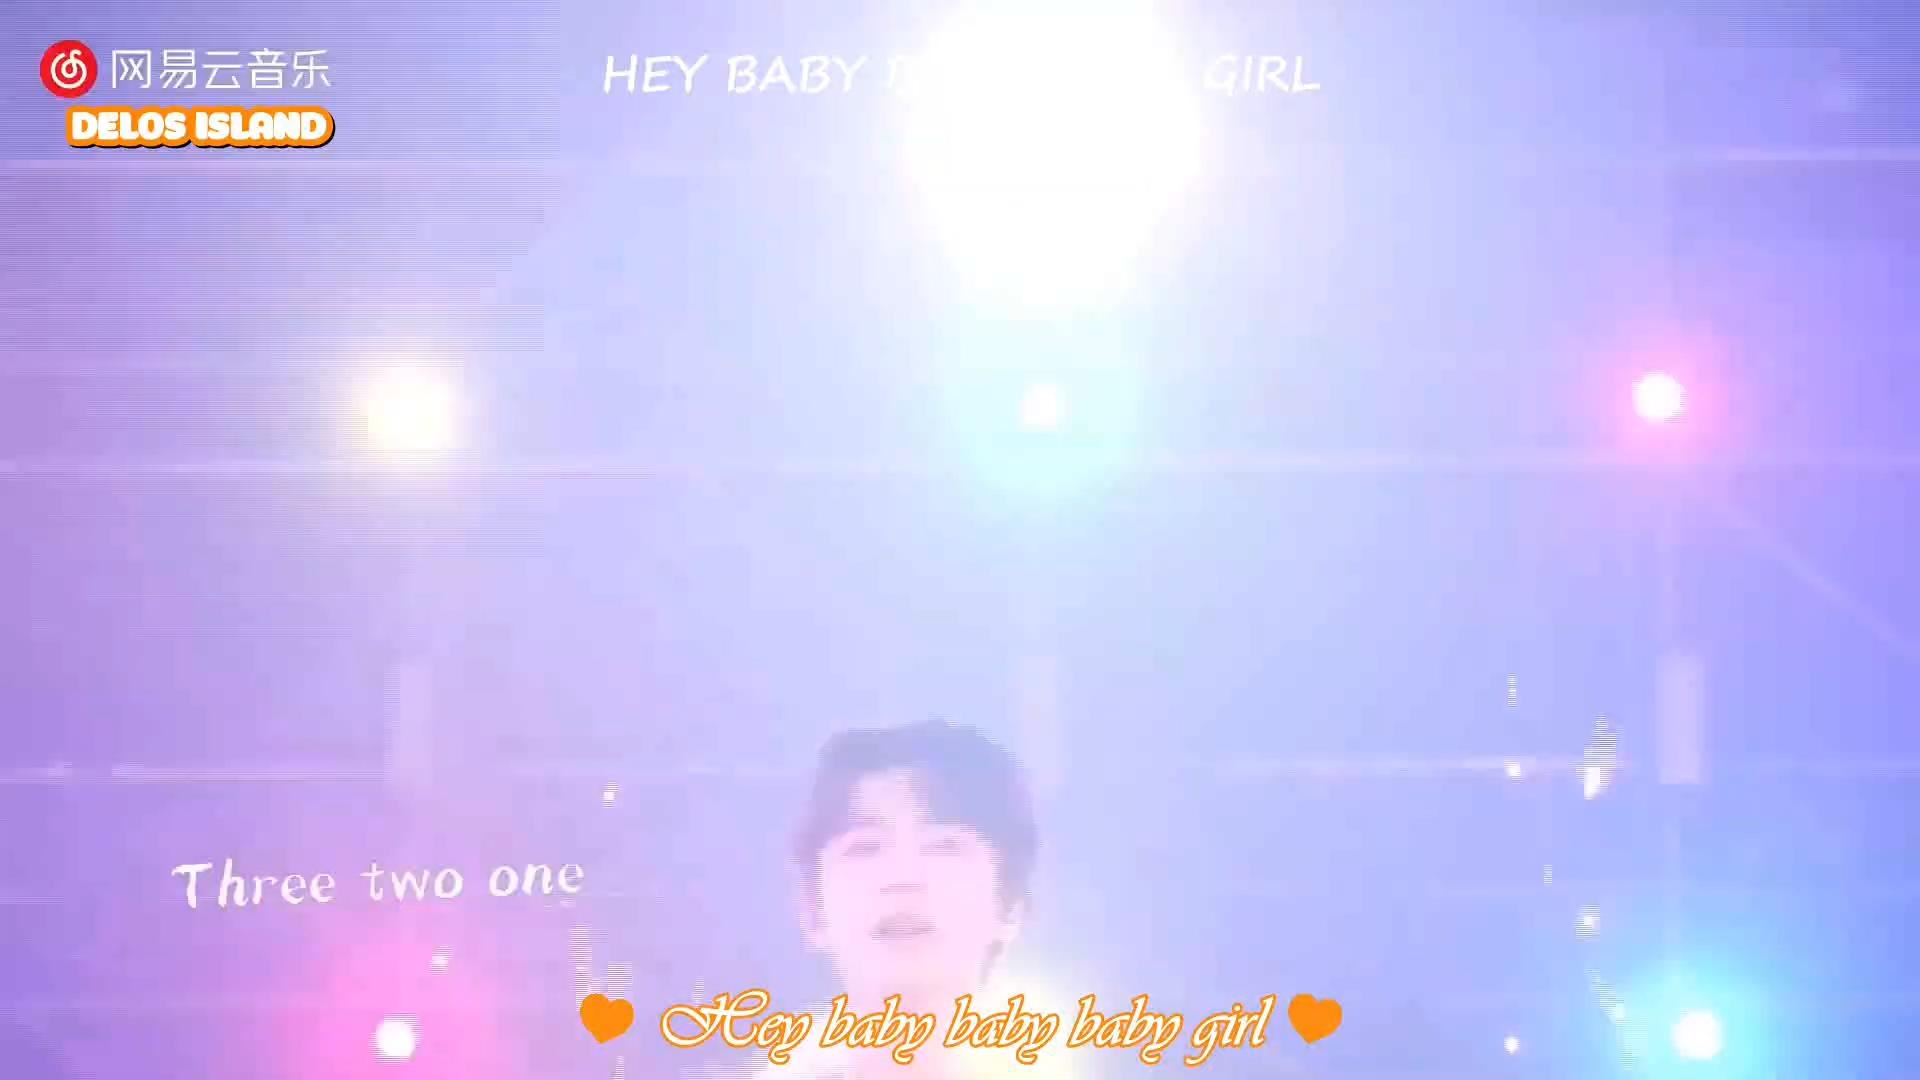 网易云音乐
HEY BABY GIRL
DELOS ISLAND
Three two one
Hey baby baby baby girl